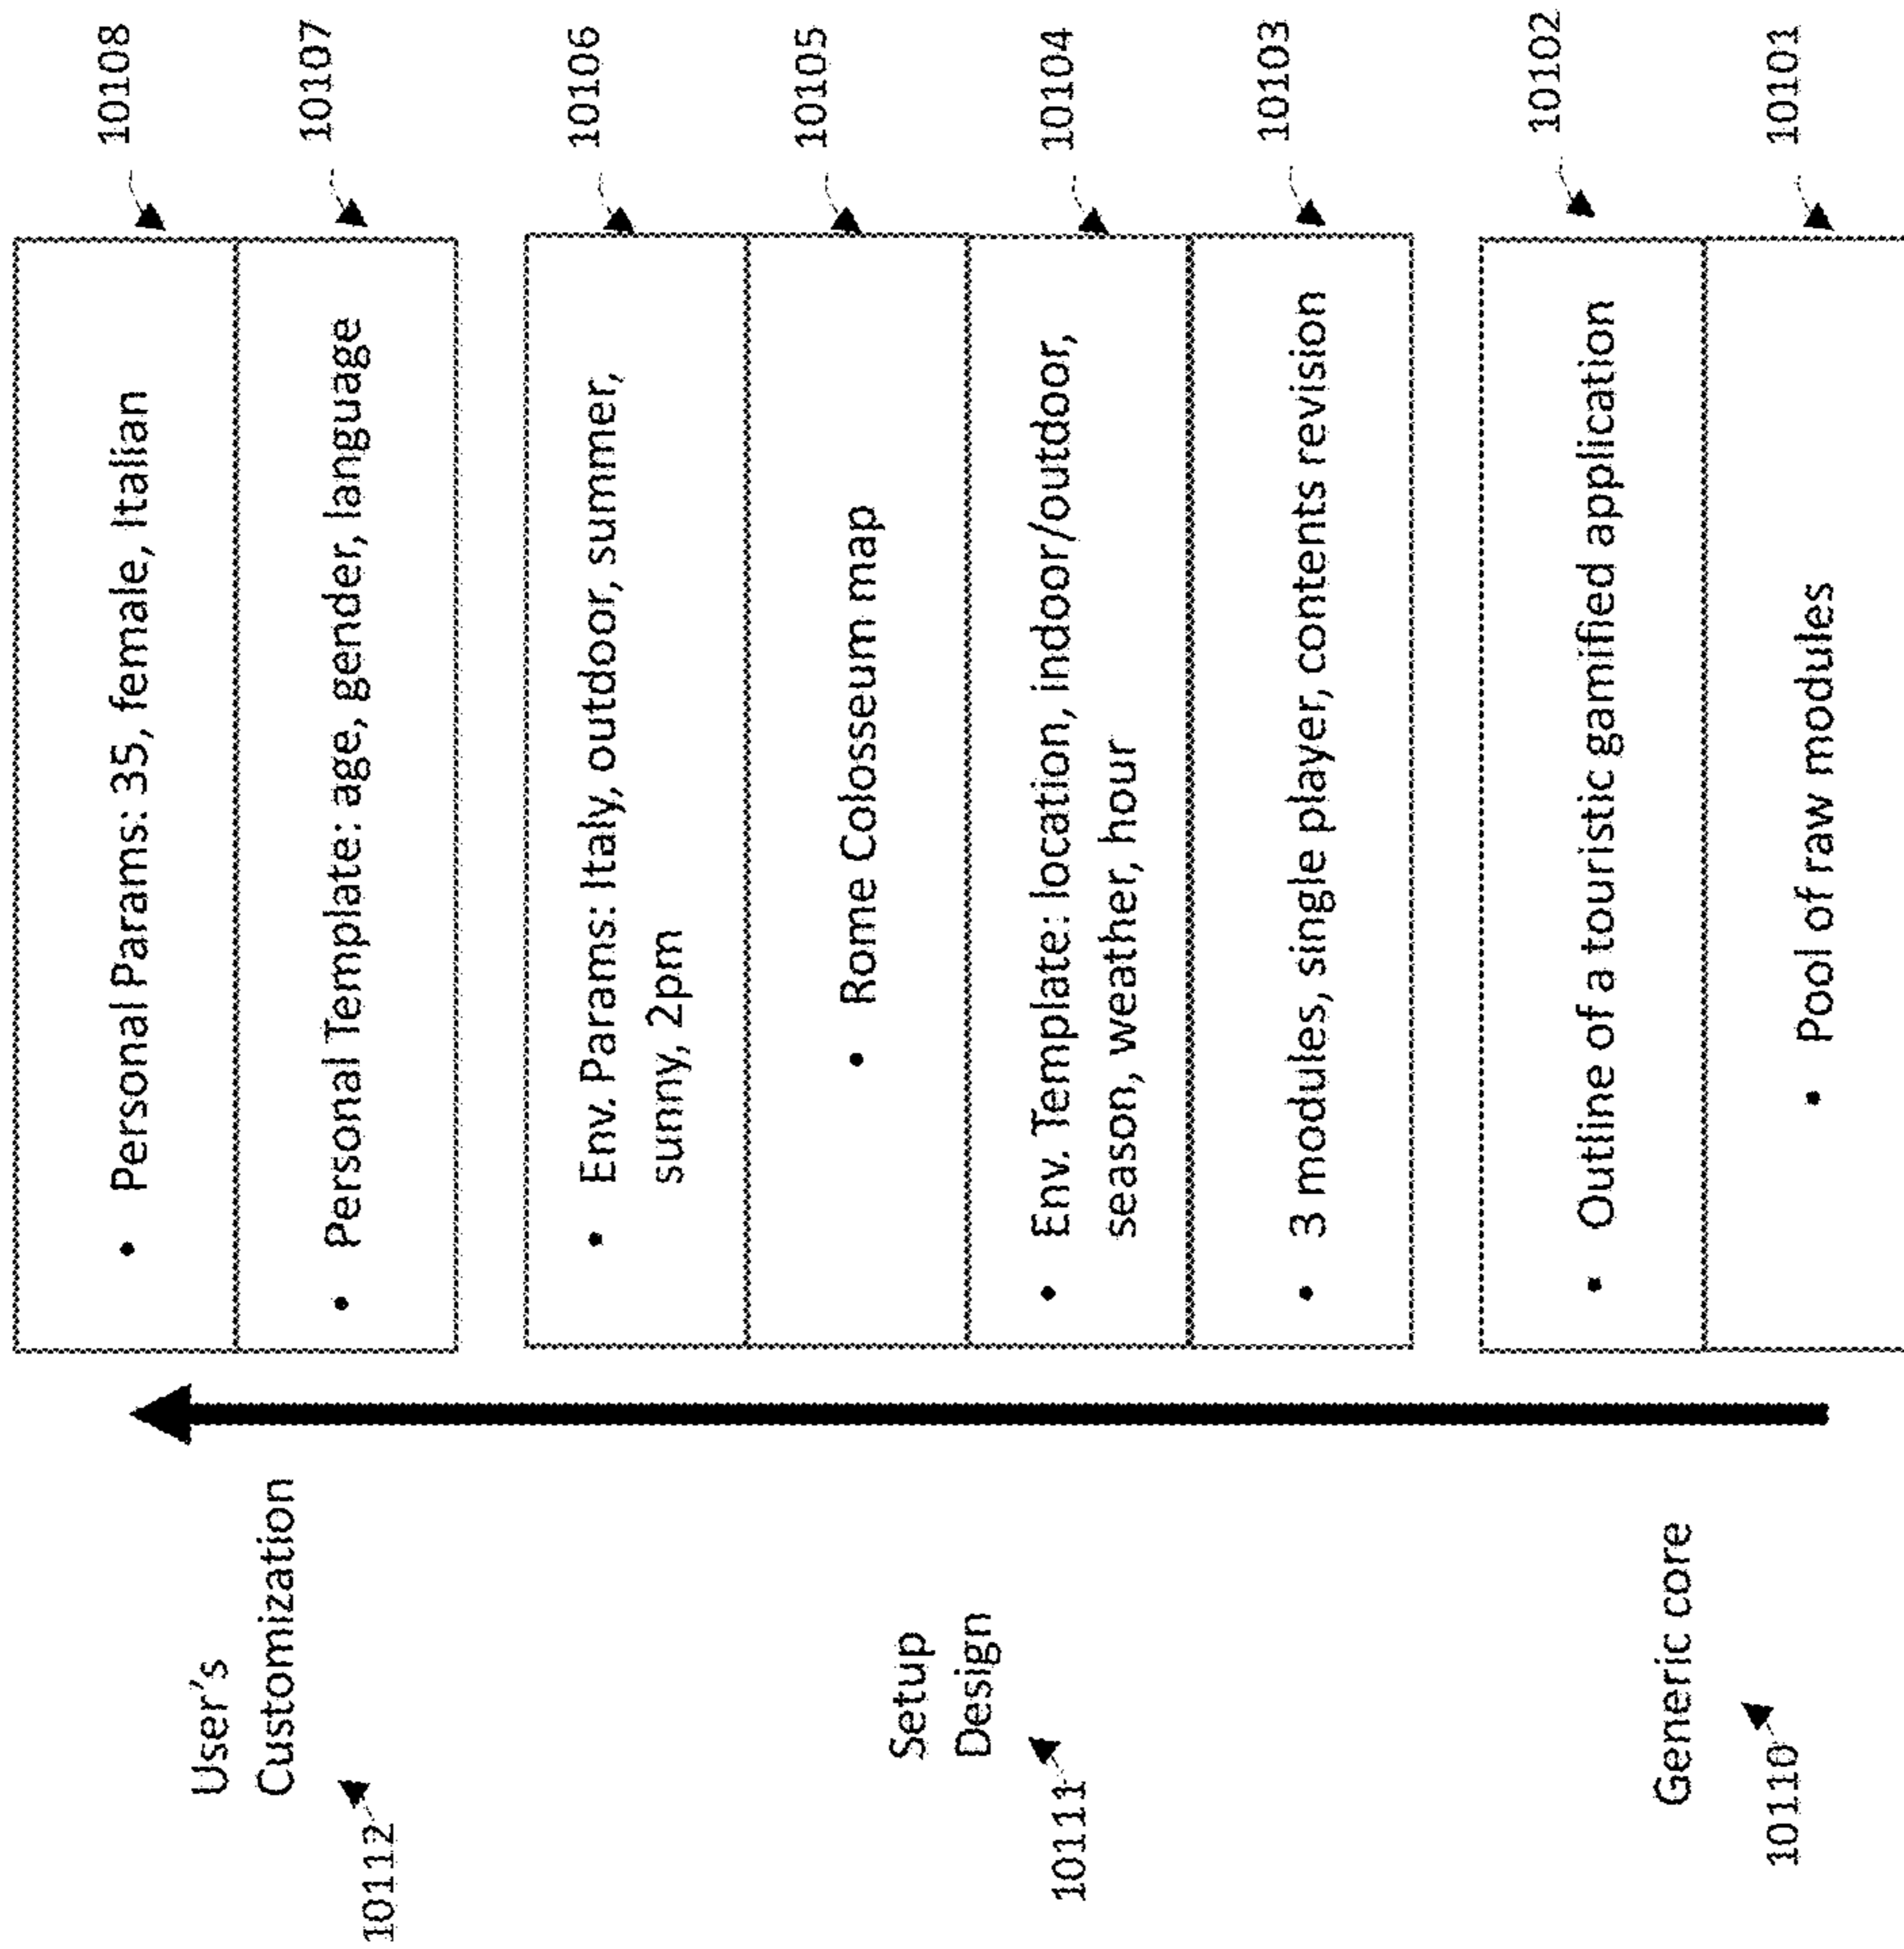 User's
Customization
10112
• Personal Params: 35, female, Italian
10108
• Personal Template: age, gender, language
10107
Setup
Design
10111
• Env. Params: Italy, outdoor, summer,
sunny, 2pm
10106
• Rome Colosseum map
10105
• Env. Template: location, indoor/outdoor,
season, weather, hour
10104
• 3 modules, single player, contents revision
10103
Generic core
10110
• Outline of a touristic gamified application
10102
• Pool of raw modules
10101